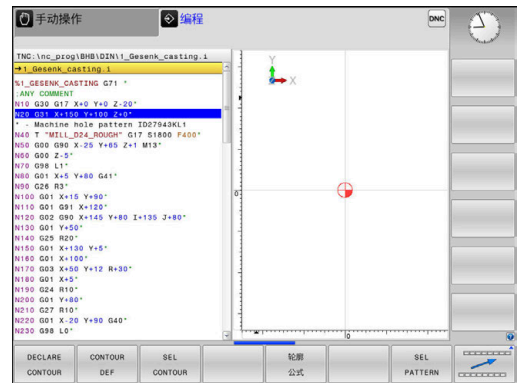 手动操作
编程
DNC
TNC:\nc_prog\BHB\DIN\1_Gesenk_casting.i
→1_Gesenk_casting.i
%1_GESENK_CASTING G71 *
;ANY COMMENT
N10 G30 G17 X+0 Y+0 Z-20*
N20 G31 X+150 Y+100 Z+0*
* - Machine hole pattern ID27943KL1
N40 T "MILL_D24_ROUGH" G17 S1800 F400*
N50 G00 G90 X-25 Y+65 Z+1 M13*
N60 G00 Z-5*
N70 G98 L1*
N80 G01 X+5 Y+80 G41*
N90 G26 R3*
N100 G01 X+15 Y+90*
N110 G01 G91 X+120*
N120 G02 G90 X+145 Y+80 I+135 J+80*
N130 G01 Y+50*
N140 G25 R20*
N150 G01 X+130 Y+5*
N160 G01 X+100*
N170 G03 X+50 Y+12 R+30*
N180 G01 X+5*
N190 G24 R10*
N200 G01 Y+80*
N210 G27 R10*
N220 G01 X-20 Y+90 G40*
N230 G98 L0*
Y
X
0
0
DECLARE CONTOUR
CONTOUR DEF
SEL CONTOUR
轮廓 公式
SEL PATTERN